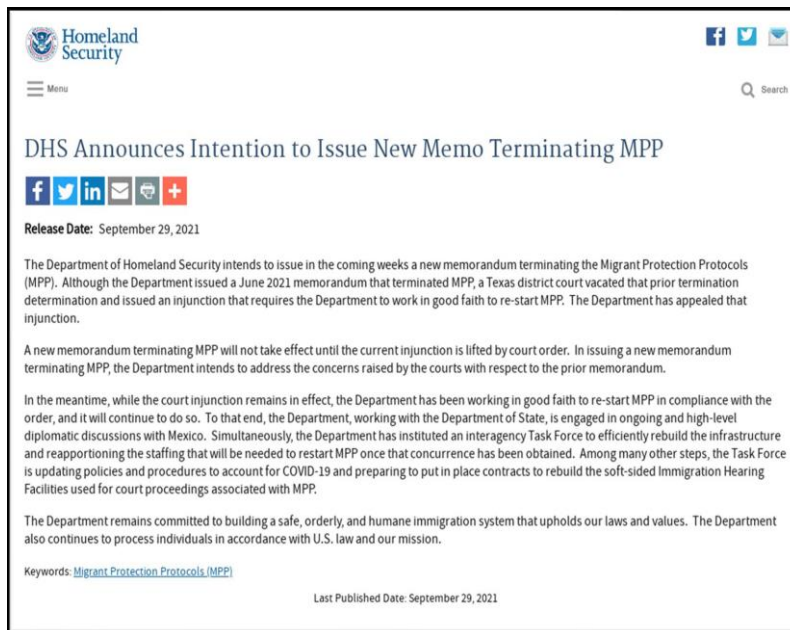 Homeland
Security
Menu
Search
DHS Announces Intention to Issue New Memo Terminating MPP
Release Date: September 29, 2021
The Department of Homeland Security intends to issue in the coming weeks a new memorandum terminating the Migrant Protection Protocols
(MPP). Although the Department issued a June 2021 memorandum that terminated MPP, a Texas district court vacated that prior termination
determination and issued an injunction that requires the Department to work in good faith to re-start MPP. The Department has appealed that
injunction.
A new memorandum terminating MPP will not take effect until the current injunction is lifted by court order. In issuing a new memorandum
terminating MPP, the Department intends to address the concerns raised by the courts with respect to the prior memorandum.
In the meantime, while the court injunction remains in effect, the Department has been working in good faith to re-start MPP in compliance with the
order, and it will continue to do so. To that end, the Department, working with the Department of State, is engaged in ongoing and high-level
diplomatic discussions with Mexico. Simultaneously, the Department has instituted an interagency Task Force to efficiently rebuild the infrastructure
and reapportioning the staffing that will be needed to restart MPP once that concurrence has been obtained. Among many other steps, the Task Force
is updating policies and procedures to account for COVID-19 and preparing to put in place contracts to rebuild the soft-sided Immigration Hearing
Facilities used for court proceedings associated with MPP.
The Department remains committed to building a safe, orderly, and humane immigration system that upholds our laws and values. The Department
also continues to process individuals in accordance with U.S. law and our mission.
Keywords: Migrant Protection Protocols (MPP)
Last Published Date: September 29, 2021